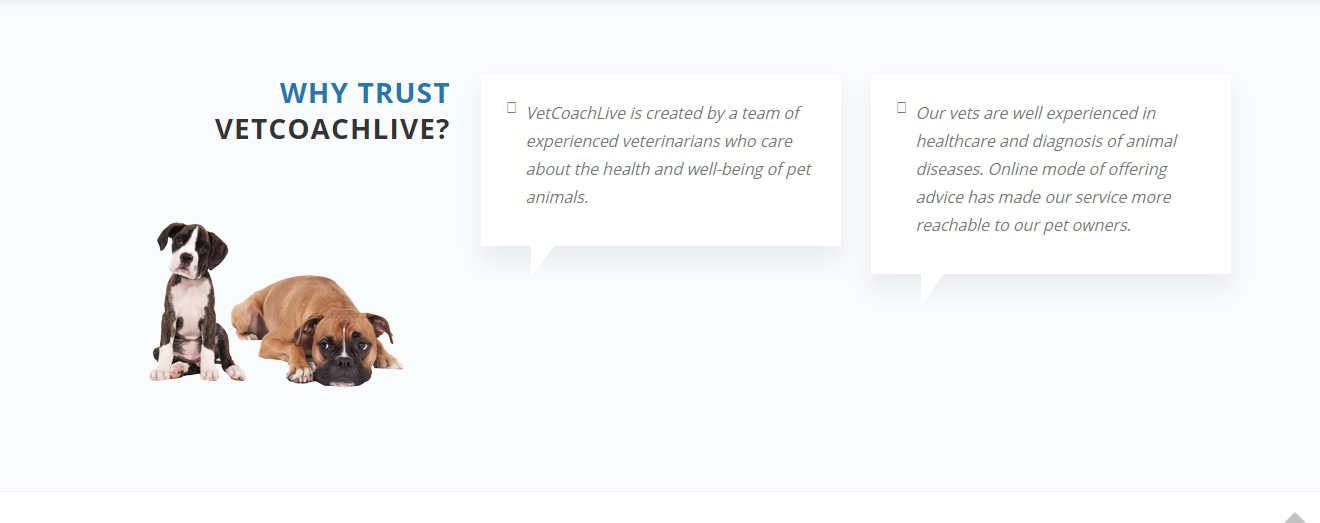 WHY TRUST
VETCOACHLIVE?
VetCoachLive is created by a team of
experienced veterinarians who care
about the health and well-being of pet
animals.
Our vets are well experienced in
healthcare and diagnosis of animal
diseases. Online mode of offering
advice has made our service more
reachable to our pet owners.